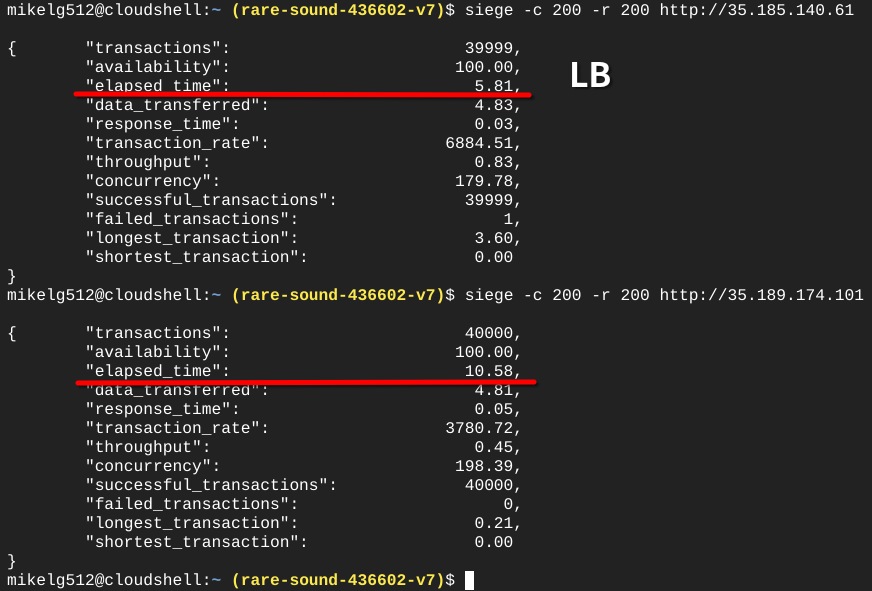 mikelg512@cloudshell:~ (rare-sound-436602-v7)$ siege -c 200 -r 200 http://35.185.140.61
{ "transactions": 39999,
"availability": 100.00,
"elapsed_time": 5.81,
LB
"data_transferred": 4.83,
"response_time": 0.03,
"transaction_rate": 6884.51,
"throughput": 0.83,
"concurrency": 179.78,
"successful_transactions": 39999,
"failed_transactions": 1,
"longest_transaction": 3.60,
"shortest_transaction": 0.00
}
mikelg512@cloudshell:~ (rare-sound-436602-v7)$ siege -c 200 -r 200 http://35.189.174.101
{ "transactions": 40000,
"availability": 100.00,
"elapsed_time": 10.58,
"data_transferred": 4.81,
"response_time": 0.05,
"transaction_rate": 3780.72,
"throughput": 0.45,
"concurrency": 198.39,
"successful_transactions": 40000,
"failed_transactions": 0,
"longest_transaction": 0.21,
"shortest_transaction": 0.00
}
mikelg512@cloudshell:~ (rare-sound-436602-v7)$